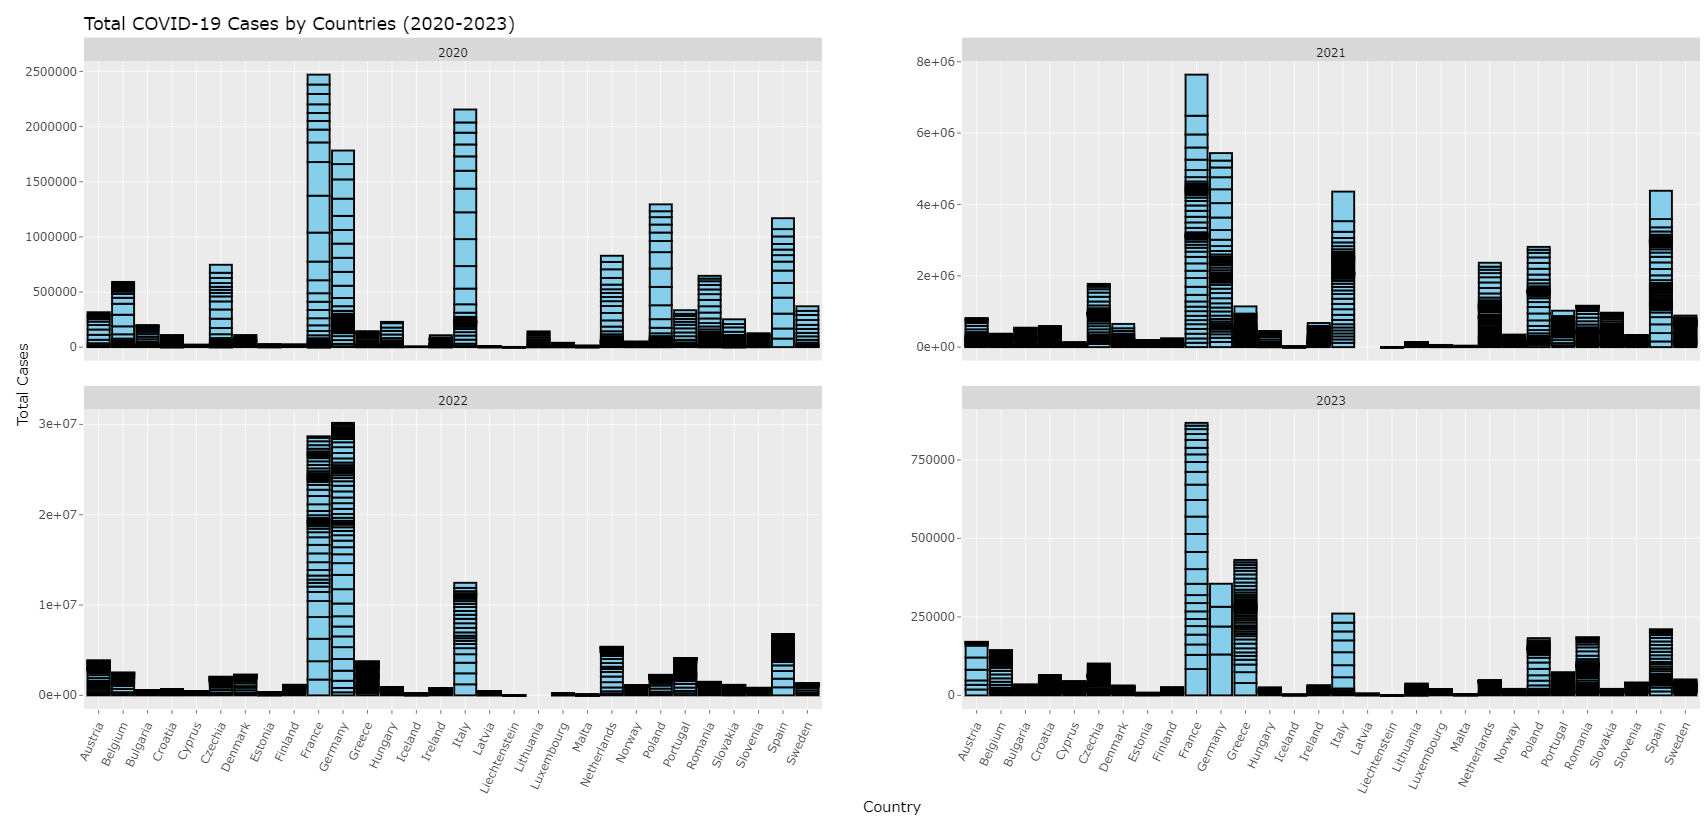 Total COVID-19 Cases by Countries (2020-2023)
2020
2021
2500000
2000000
1500000
1000000
500000
0
8e+06
6e+06
4e+06
2e+06
0e+00
Total Cases
2022
2023
3e+07
2e+07
1e+07
0e+00
750000
500000
250000
0
Austria
Belgium
Bulgaria
Croatia
Cyprus
Czechia
Denmark
Estonia
Finland
France
Germany
Greece
Hungary
Iceland
Ireland
Italy
Latvia
Liechtenstein
Lithuania
Luxembourg
Malta
Netherlands
Norway
Poland
Portugal
Romania
Slovakia
Slovenia
Spain
Sweden
Austria
Belgium
Bulgaria
Croatia
Cyprus
Czechia
Denmark
Estonia
Finland
France
Germany
Greece
Hungary
Iceland
Ireland
Italy
Latvia
Liechtenstein
Lithuania
Luxembourg
Malta
Netherlands
Norway
Poland
Portugal
Romania
Slovakia
Slovenia
Spain
Sweden
Country